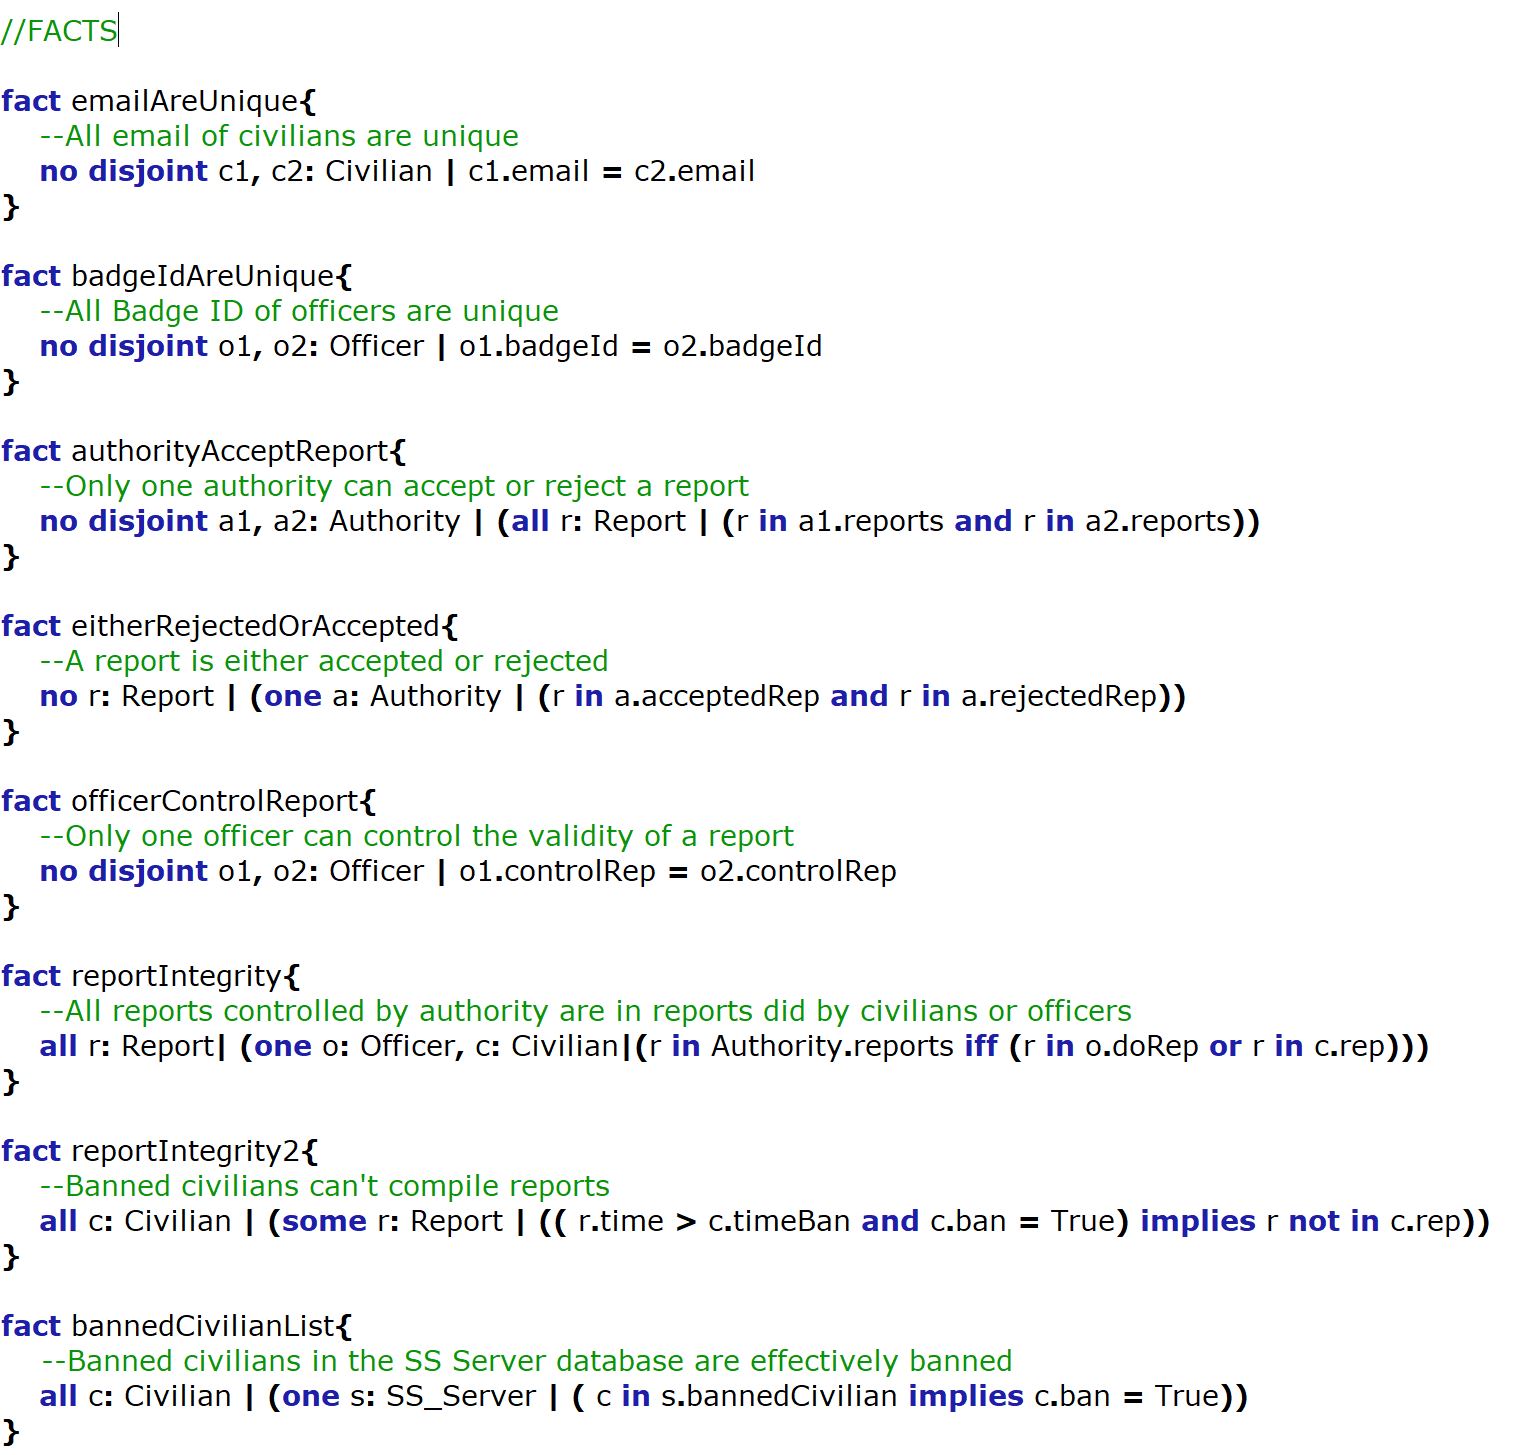 //FACTS
fact emailAreUnique{
--All email of civilians are unique
no disjoint c1, c2: Civilian | c1.email = c2.email
}
fact badgeIdAreUnique{
--All Badge ID of officers are unique
no disjoint o1, o2: Officer | o1.badgeId = o2.badgeId
}
fact authorityAcceptReport{
--Only one authority can accept or reject a report
no disjoint a1, a2: Authority | (all r: Report | (r in a1.reports and r in a2.reports))
}
fact eitherRejectedOrAccepted{
--A report is either accepted or rejected
no r: Report | (one a: Authority | (r in a.acceptedRep and r in a.rejectedRep))
}
fact officerControlReport{
--Only one officer can control the validity of a report
no disjoint o1, o2: Officer | o1.controlRep = o2.controlRep
}
fact reportIntegrity{
--All reports controlled by authority are in reports did by civilians or officers
all r: Report| (one o: Officer, c: Civilian|(r in Authority.reports iff (r in o.doRep or r in c.rep)))
}
fact reportIntegrity2{
--Banned civilians can't compile reports
all c: Civilian | (some r: Report | (( r.time > c.timeBan and c.ban = True) implies r not in c.rep))
}
fact bannedCivilianList{
--Banned civilians in the SS Server database are effectively banned
all c: Civilian | (one s: SS_Server | ( c in s.bannedCivilian implies c.ban = True))
}